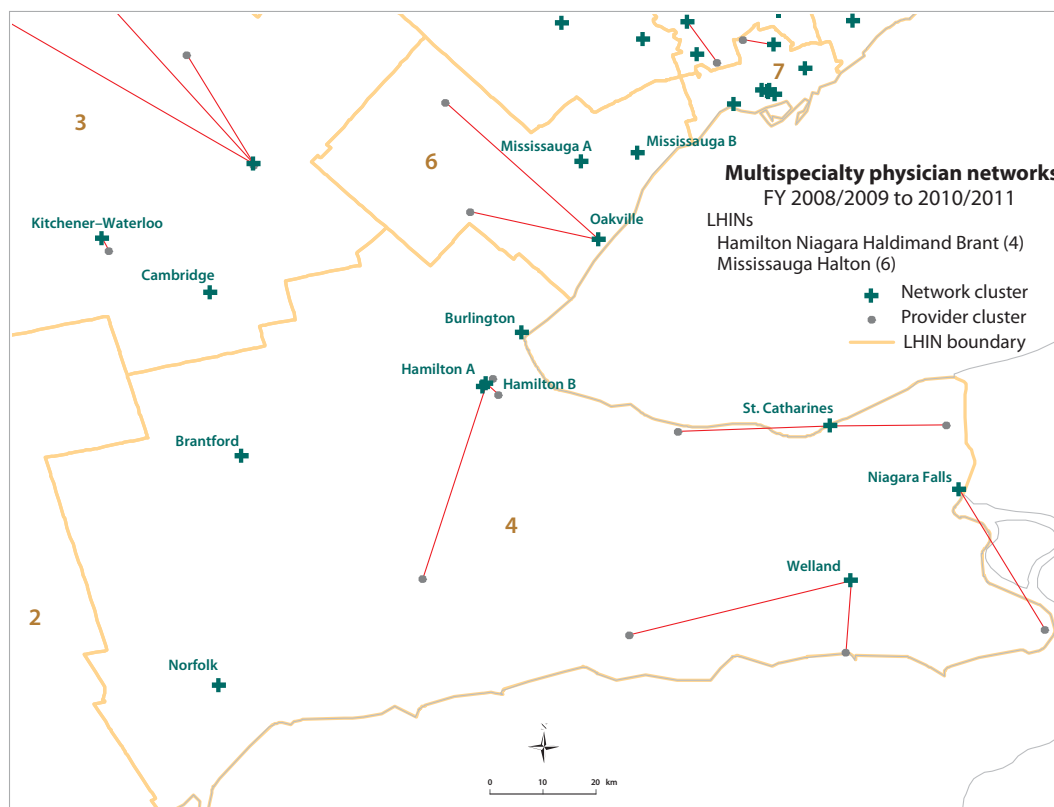 7
3
Mississauga A
Mississauga B
6
Multispecialty physician networks
FY 2008/2009 to 2010/2011
LHINs
Hamilton Niagara Haldimand Brant (4)
Mississauga Halton (6)
Network cluster
Provider cluster
LHIN boundary
Oakville
Kitchener–Waterloo
Cambridge
Burlington
Hamilton A
Hamilton B
St. Catharines
Brantford
Niagara Falls
4
Welland
2
Norfolk
N
0 10 20 km